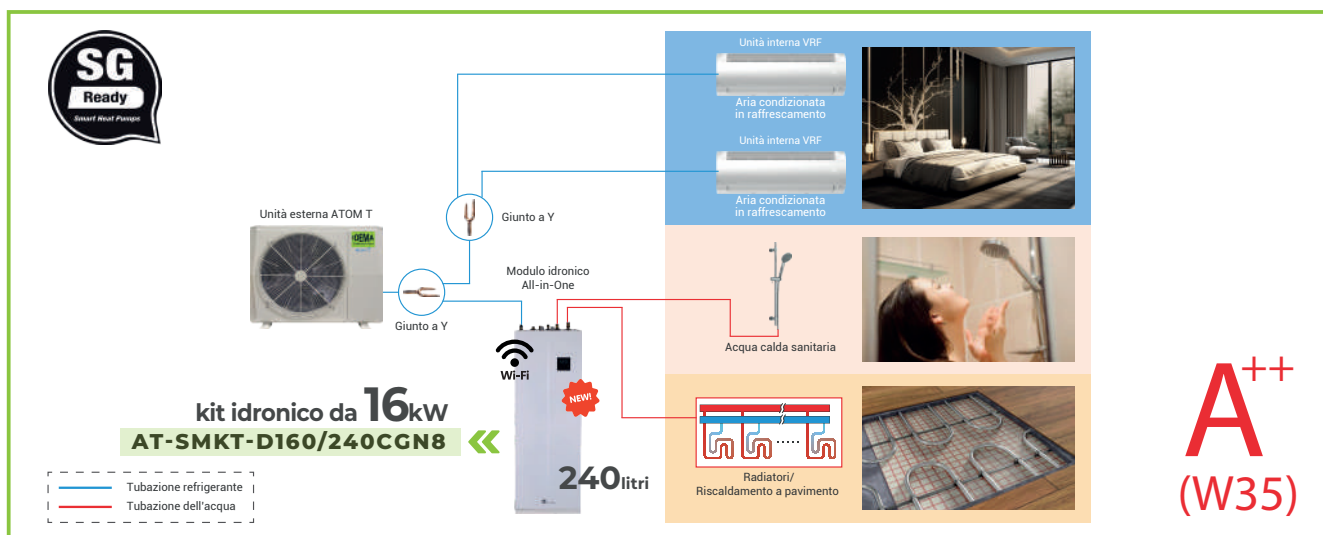 SG
Ready
Smart Heat Pumps
Unità interna VRF
Aria condizionata
in raffrescamento
Unità interna VRF
Aria condizionata
in raffrescamento
Unità esterna ATOM T
Giunto a Y
Giunto a Y
Modulo idronico
All-in-One
Wi-Fi
NEW!
Acqua calda sanitaria
kit idronico da 16kW
AT-SMKT-D160/240CGN8
240litri
Radiatori/
Riscaldamento a pavimento
Tubazione refrigerante
Tubazione dell'acqua
A++
(W35)